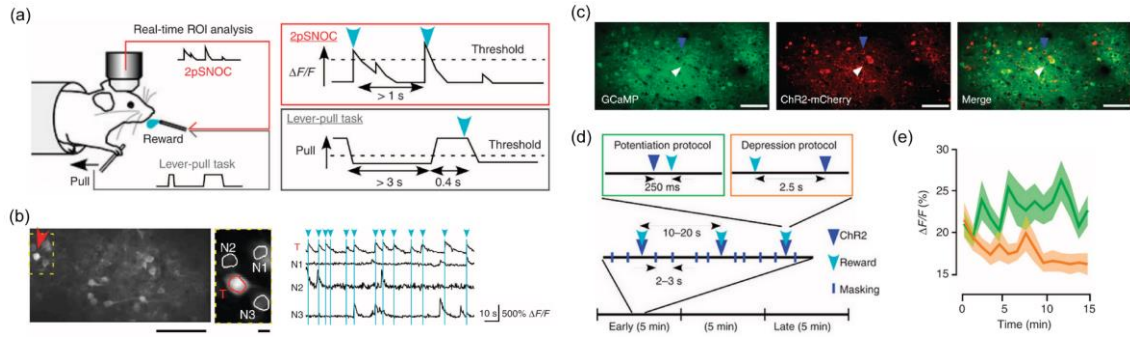 (a)
Real-time ROI analysis
2pSNOC
Reward
Lever-pull task
Pull
2pSNOC
ΔF/F
Threshold
> 1 s
Lever-pull task
Pull
Threshold
> 3 s
0.4 s
(b)
N2
N1
T
N3
T
N1
N2
N3
10 s
500% ΔF/F
(c)
GCaMP
ChR2-mCherry
Merge
(d)
Potentiation protocol
250 ms
Depression protocol
2.5 s
10–20 s
2–3 s
ChR2
Reward
Masking
Early (5 min)
(5 min)
Late (5 min)
(e)
ΔF/F (%)
30
25
20
15
0
5
10
15
Time (min)